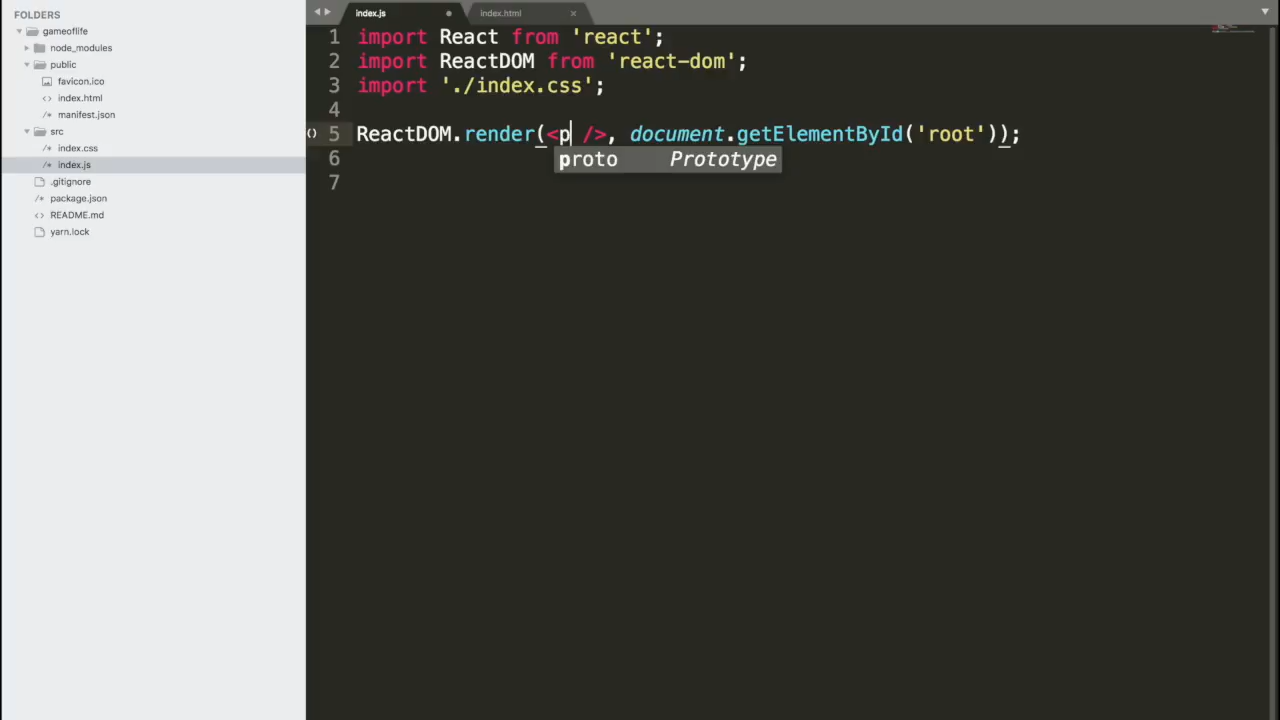 FOLDERS
gameoflife
node_modules
public
favicon.ico
<> index.html
/* manifest.json
src
/* index.css
/* index.js
.gitignore
/* package.json
<> README.md
yarn.lock
index.js
index.html
1 import React from 'react';
2 import ReactDOM from 'react-dom';
3 import './index.css';
4
5 ReactDOM.render(<p />, document.getElementById('root'));
proto Prototype
6
7